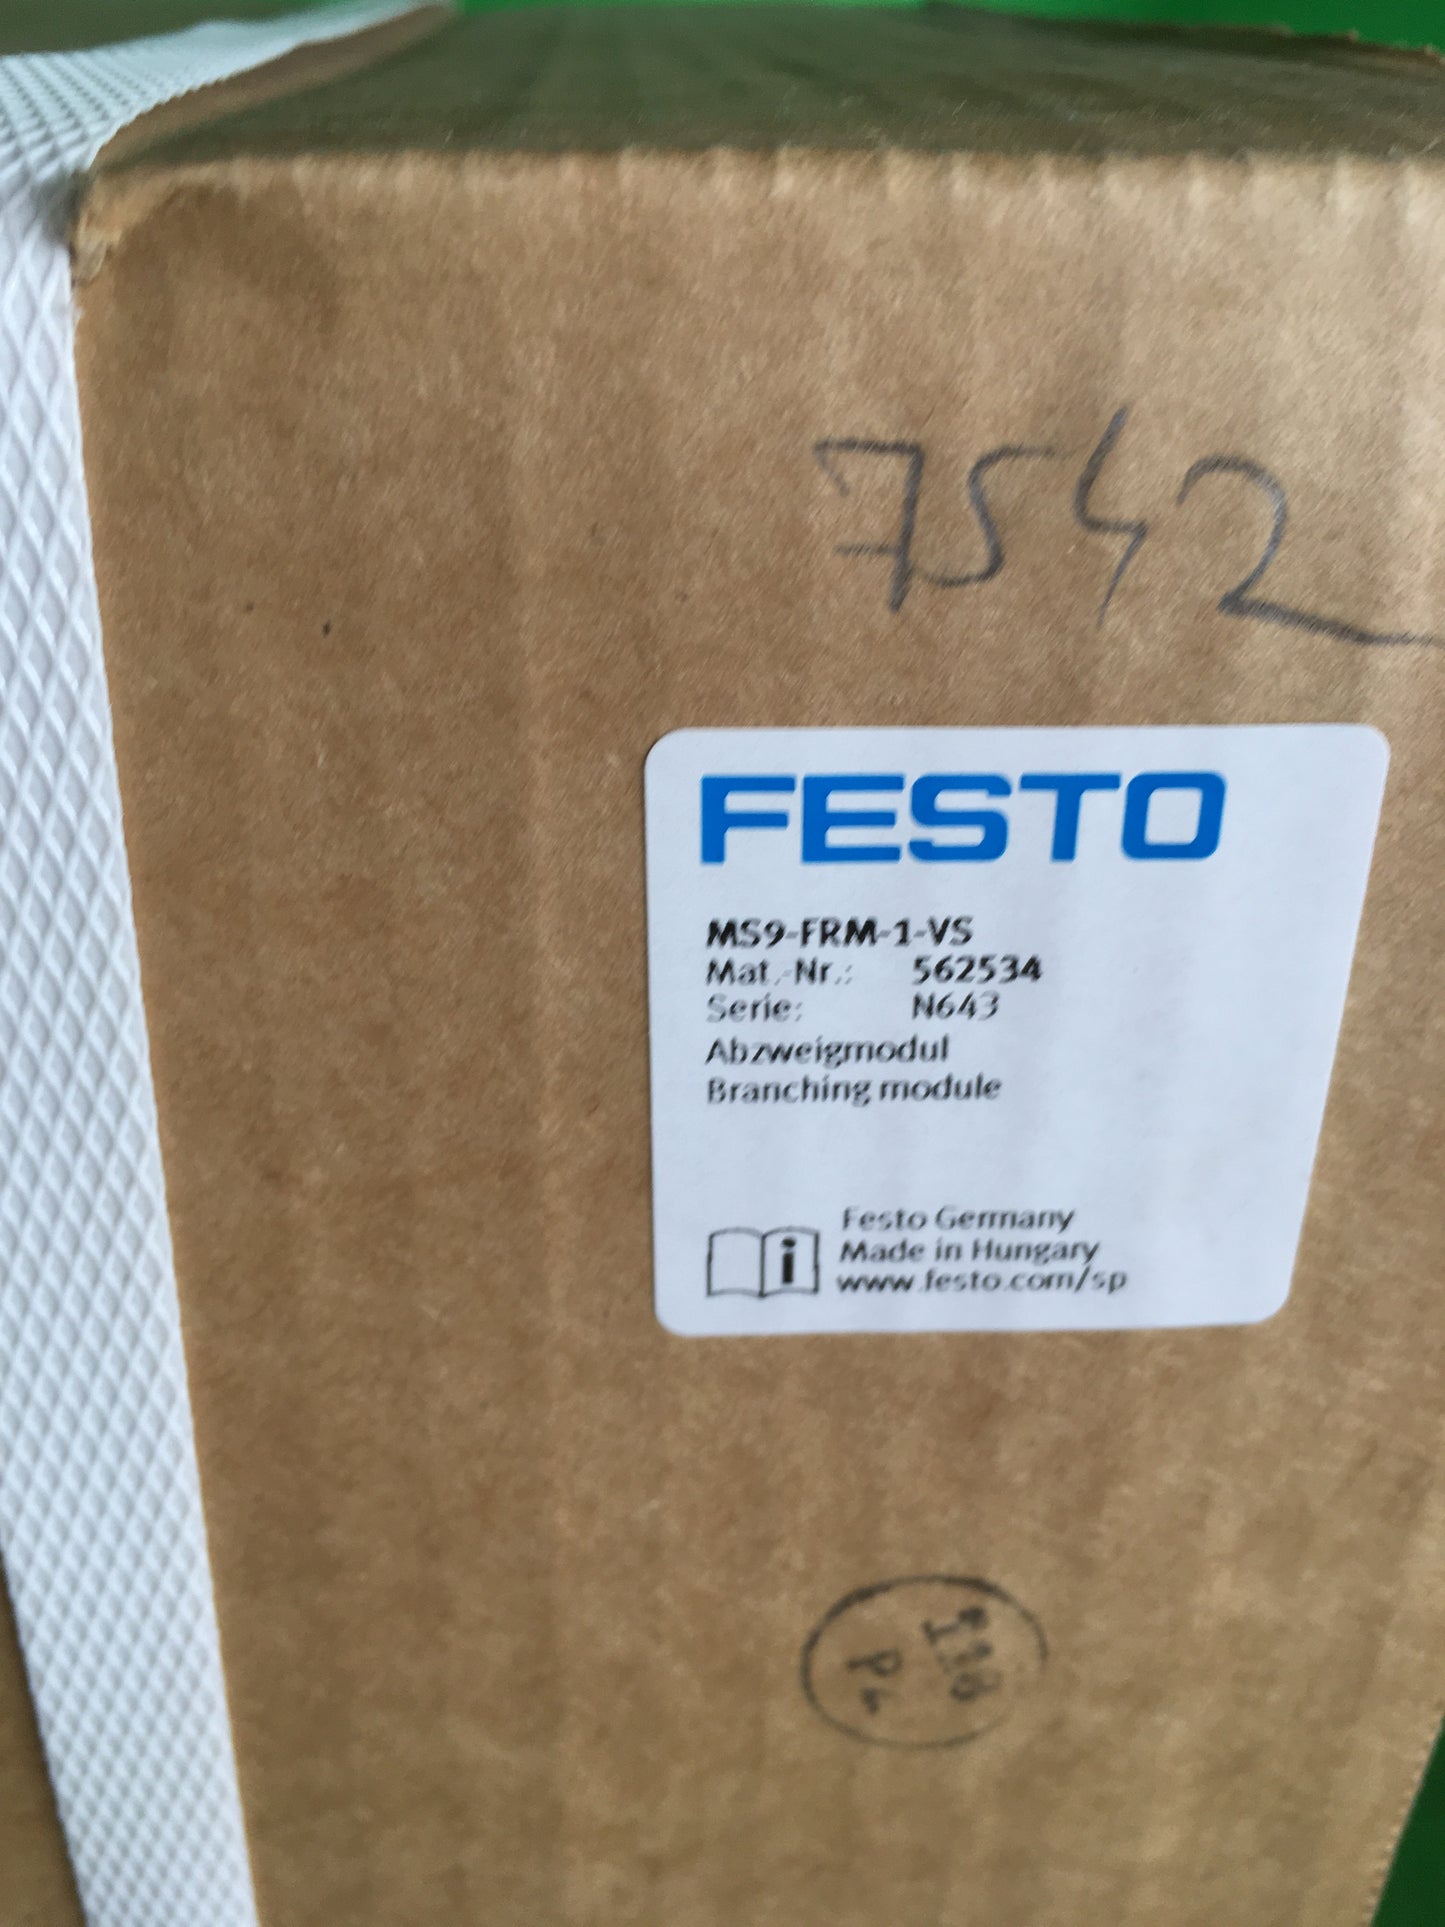 7542
FESTO
MS9-FRM-1-VS
Mat.-Nr.: 562534
Serie: N643
Abzweigmodul
Branching module
Festo Germany
Made in Hungary
www.festo.com/sp